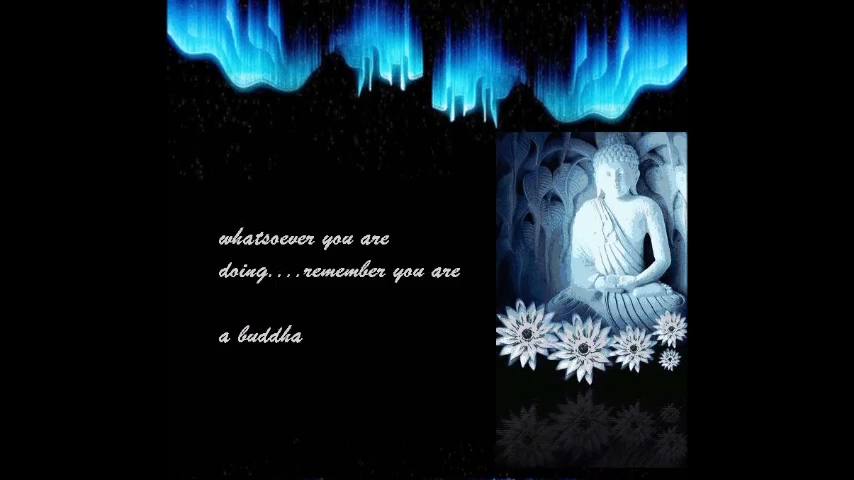 whatsoever you are
doing....remember you are
a buddha